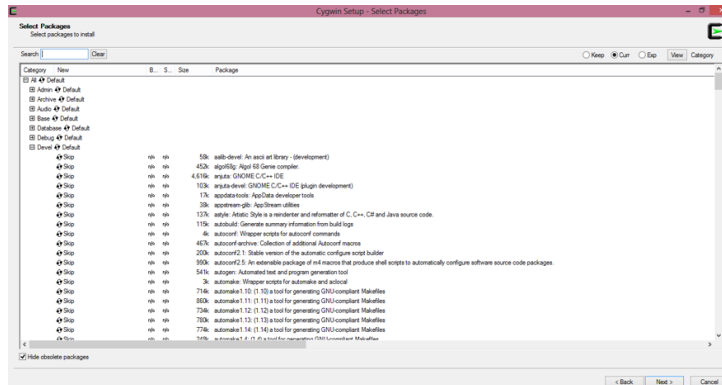 Cygwin Setup - Select Packages
Select Packages
Select packages to install
Search Clear Keep Curr Exp View Category
Category New B... S... Size Package
All Default
Admin Default
Archive Default
Audio Default
Base Default
Database Default
Debug Default
Devel Default
Skip n/a n/a 58k aalib-devel: An ascii art library - (development)
Skip n/a n/a 452k algol68g: Algol 68 Genie compiler.
Skip n/a n/a 4,616k anjuta: GNOME C/C++ IDE
Skip n/a n/a 103k anjuta-devel: GNOME C/C++ IDE (plugin development)
Skip n/a n/a 17k appdata-tools: AppData developer tools
Skip n/a n/a 38k appstream-glib: AppStream utilities
Skip n/a n/a 137k astyle: Artistic Style is a reindenter and reformatter of C, C++, C# and Java source code.
Skip n/a n/a 115k autobuild: Generate summary information from build logs
Skip n/a n/a 4k autoconf: Wrapper scripts for autoconf commands
Skip n/a n/a 467k autoconf-archive: Collection of additional Autoconf macros
Skip n/a n/a 200k autoconf2.1: Stable version of the automatic configure script builder
Skip n/a n/a 990k autoconf2.5: An extensible package of m4 macros that produce shell scripts to automatically configure software source code packages.
Skip n/a n/a 541k autogen: Automated text and program generation tool
Skip n/a n/a 3k automake: Wrapper scripts for automake and aclocal
Skip n/a n/a 714k automake1.10: (1.10) a tool for generating GNU-compliant Makefiles
Skip n/a n/a 860k automake1.11: (1.11) a tool for generating GNU-compliant Makefiles
Skip n/a n/a 734k automake1.12: (1.12) a tool for generating GNU-compliant Makefiles
Skip n/a n/a 780k automake1.13: (1.13) a tool for generating GNU-compliant Makefiles
Skip n/a n/a 774k automake1.14: (1.14) a tool for generating GNU-compliant Makefiles
Skip n/a n/a automake1.4: a tool for generating GNU-compliant Makefiles
Hide obsolete packages
< Back Next > Cancel